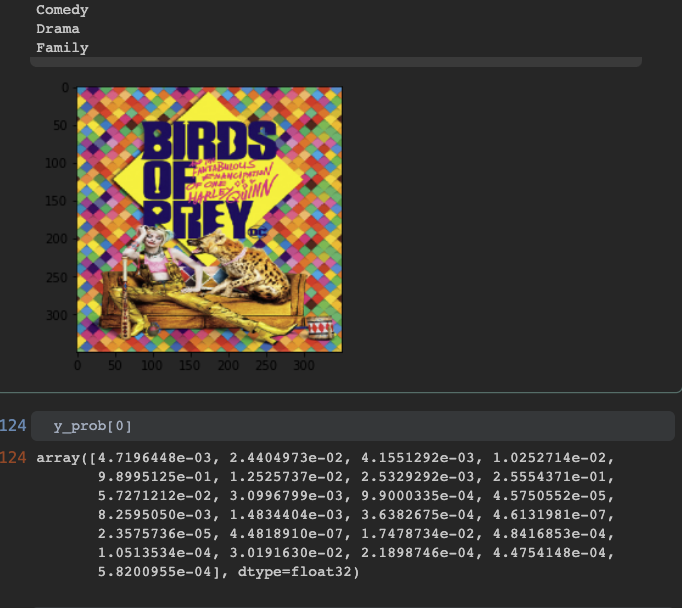 Comedy
Drama
Family
0
50
100
150
200
250
300
BIRDS
OF
AND THE
FANTABULOUS
EMANCIPATION
OF ONE
HARLEY QUINN
PREY
DC
0 50 100 150 200 250 300
124 y_prob[0]
124 array([4.7196448e-03, 2.4404973e-02, 4.1551292e-03, 1.0252714e-02,
9.8995125e-01, 1.2525737e-02, 2.5329292e-03, 2.5554371e-01,
5.7271212e-02, 3.0996799e-03, 9.9000335e-04, 4.5750552e-05,
8.2595050e-03, 1.4834404e-03, 3.6382675e-04, 4.6131981e-07,
2.3575736e-05, 4.4818910e-07, 1.7478734e-02, 4.8416853e-04,
1.0513534e-04, 3.0191630e-02, 2.1898746e-04, 4.4754148e-04,
5.8200955e-04], dtype=float32)